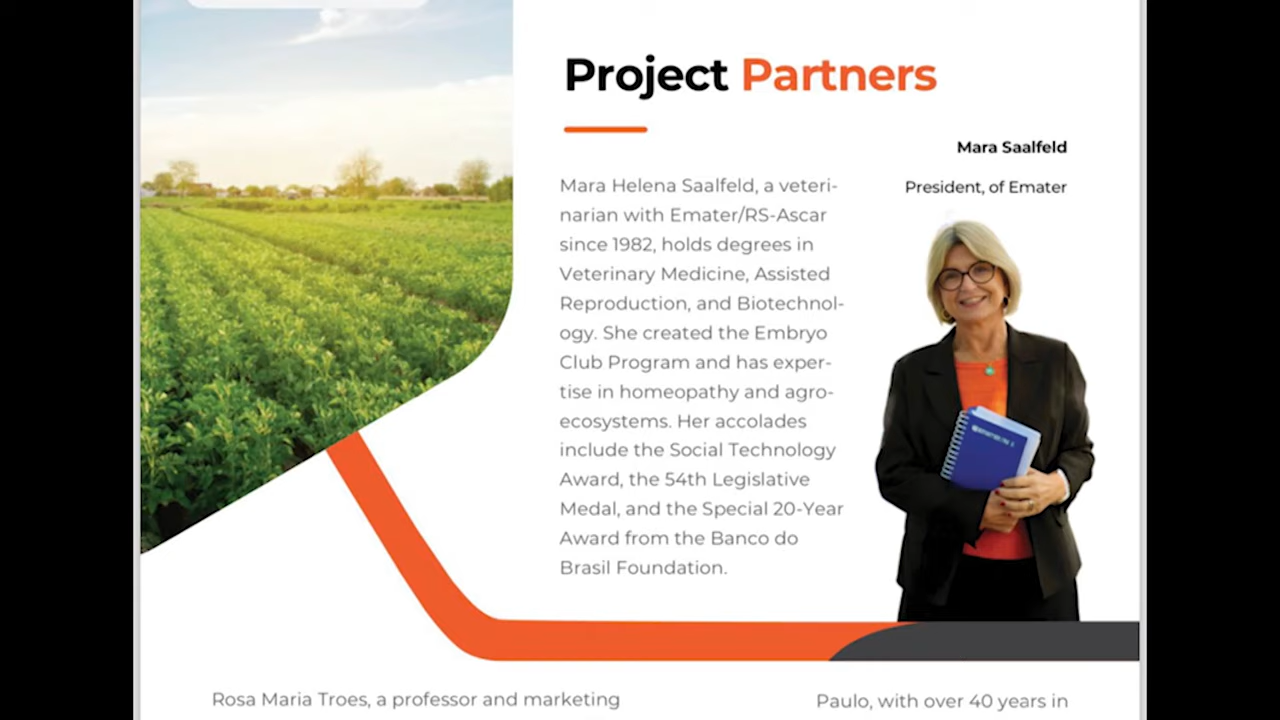 Project Partners
Mara Saalfeld
President, of Emater
Mara Helena Saalfeld, a veteri-
narian with Emater/RS-Ascar
since 1982, holds degrees in
Veterinary Medicine, Assisted
Reproduction, and Biotechnol-
ogy. She created the Embryo
Club Program and has exper-
tise in homeopathy and agro-
ecosystems. Her accolades
include the Social Technology
Award, the 54th Legislative
Medal, and the Special 20-Year
Award from the Banco do
Brasil Foundation.
Rosa Maria Troes, a professor and marketing
Paulo, with over 40 years in